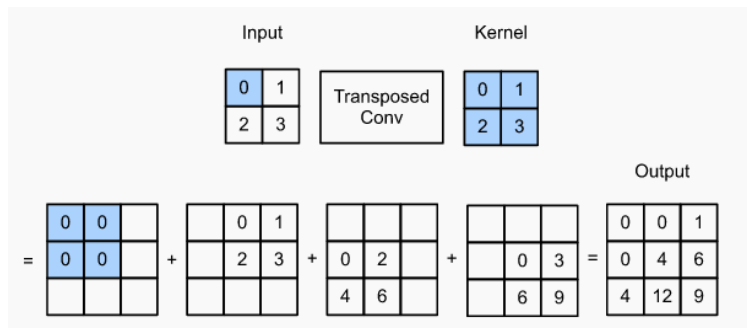 Input Kernel
0 1 Transposed Conv 0 1
2 3 2 3
Output
0 0 0 1 0 0 1
= 0 0 + 2 3 + 0 2 + 0 3 = 0 4 6
4 6 6 9 4 12 9